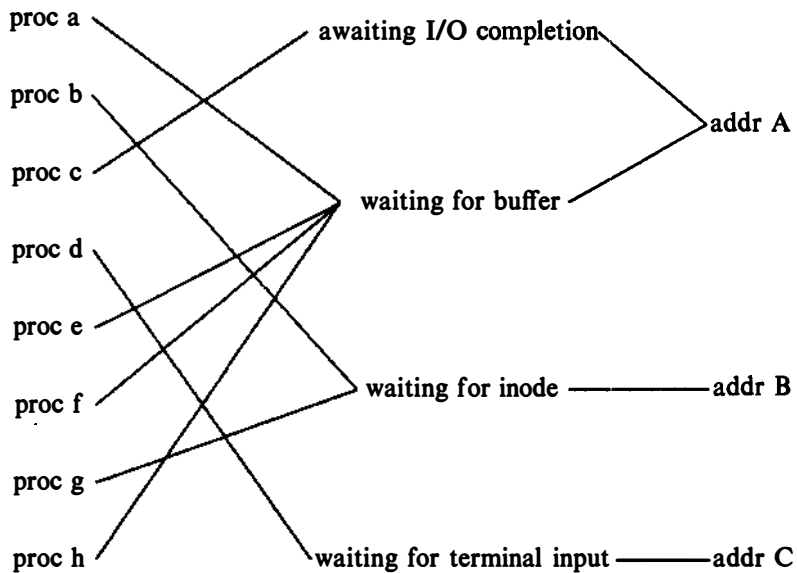 proc a
proc b
proc c
proc d
proc e
proc f
proc g
proc h
awaiting I/O completion
waiting for buffer
waiting for inode
waiting for terminal input
addr A
addr B
addr C